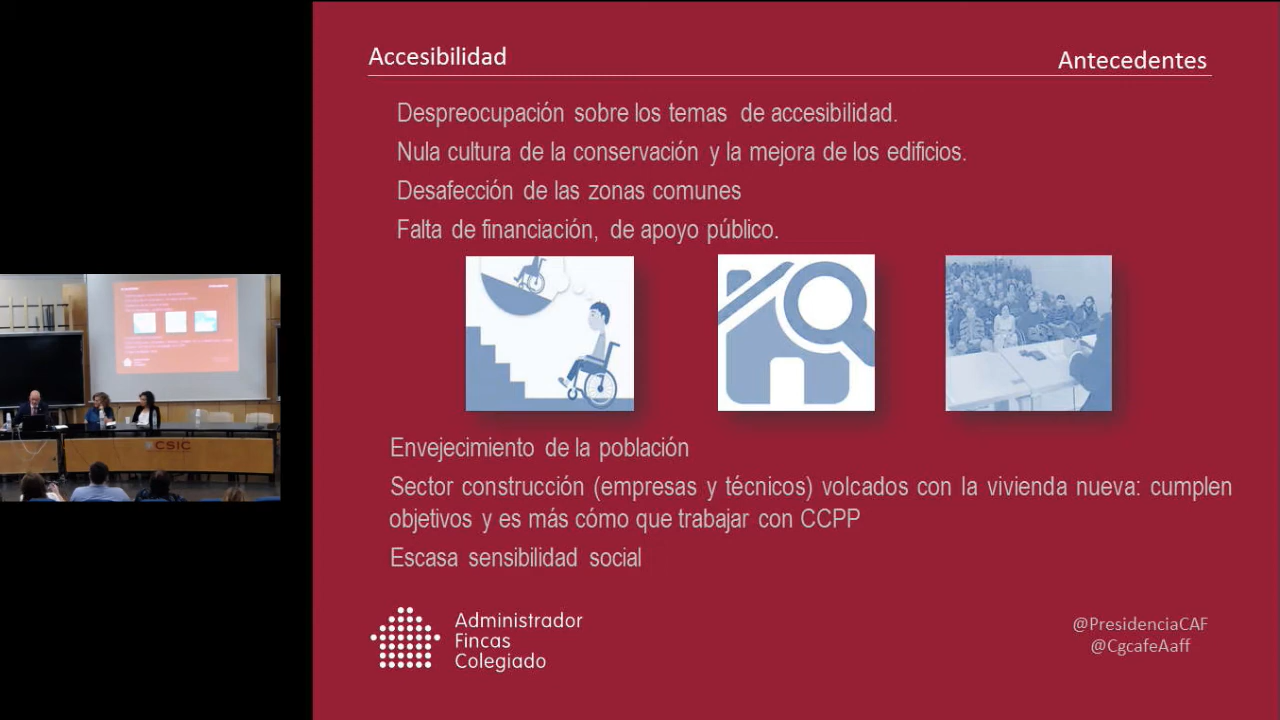 Accesibilidad
Antecedentes
Despreocupación sobre los temas de accesibilidad.
Nula cultura de la conservación y la mejora de los edificios.
Desafección de las zonas comunes
Falta de financiación, de apoyo público.
Envejecimiento de la población
Sector construcción (empresas y técnicos) volcados con la vivienda nueva: cumplen
objetivos y es más cómo que trabajar con CCPP
Escasa sensibilidad social
Administrador
Fincas
Colegiado
@PresidenciaCAF
@CgcafeAaff
CSIC